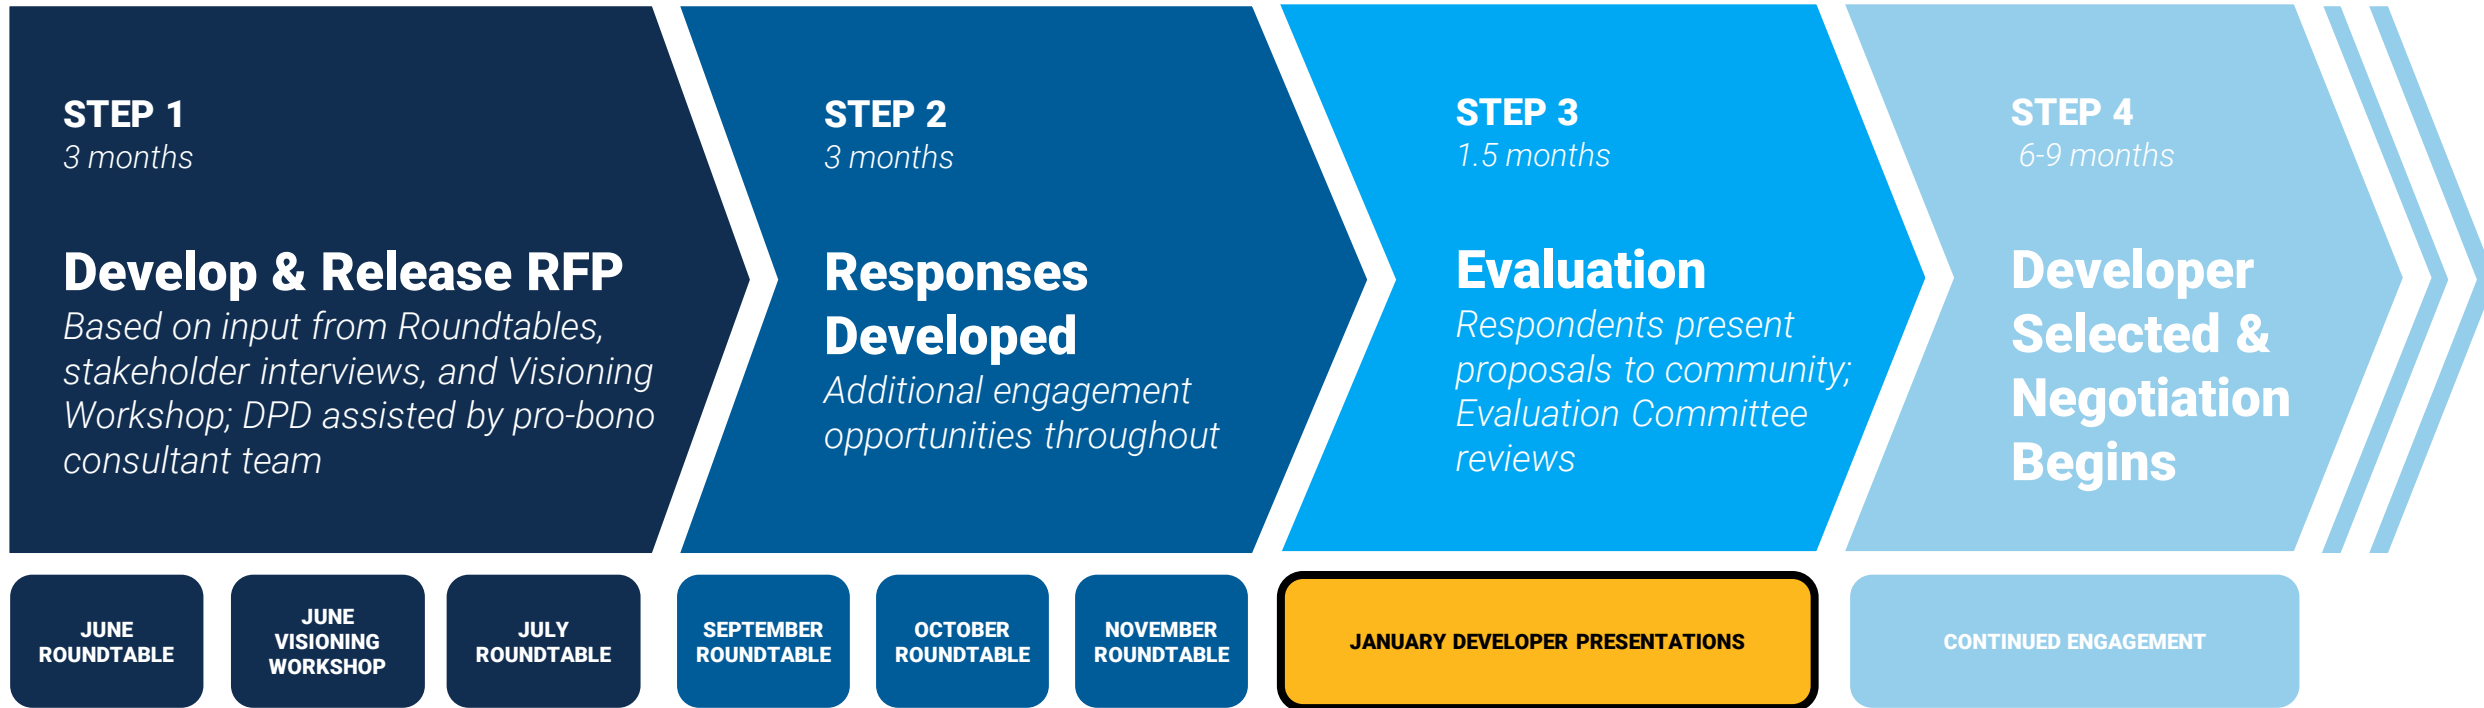 STEP 1
3 months
Develop & Release RFP
Based on input from Roundtables,
stakeholder interviews, and Visioning
Workshop; DPD assisted by pro-bono
consultant team
STEP 2
3 months
Responses
Developed
Additional engagement
opportunities throughout
STEP 3
1.5 months
Evaluation
Respondents present
proposals to community;
Evaluation Committee
reviews
STEP 4
6-9 months
Developer
Selected &
Negotiation
Begins
JUNE
ROUNDTABLE
JUNE
VISIONING
WORKSHOP
JULY
ROUNDTABLE
SEPTEMBER
ROUNDTABLE
OCTOBER
ROUNDTABLE
NOVEMBER
ROUNDTABLE
JANUARY DEVELOPER PRESENTATIONS
CONTINUED ENGAGEMENT